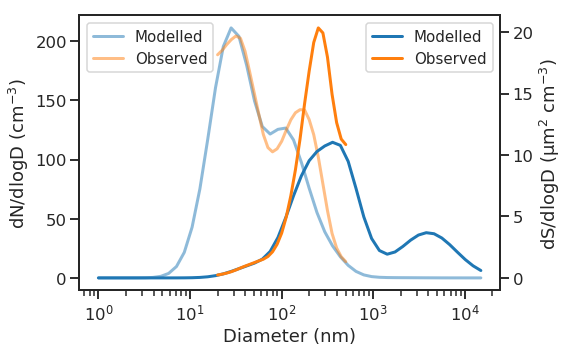 Modelled
Observed
Modelled
Observed
dN/dlogD (cm⁻³)
200
150
100
50
0
dS/dlogD (µm² cm⁻³)
20
15
10
5
0
10⁰ 10¹ 10² 10³ 10⁴
Diameter (nm)